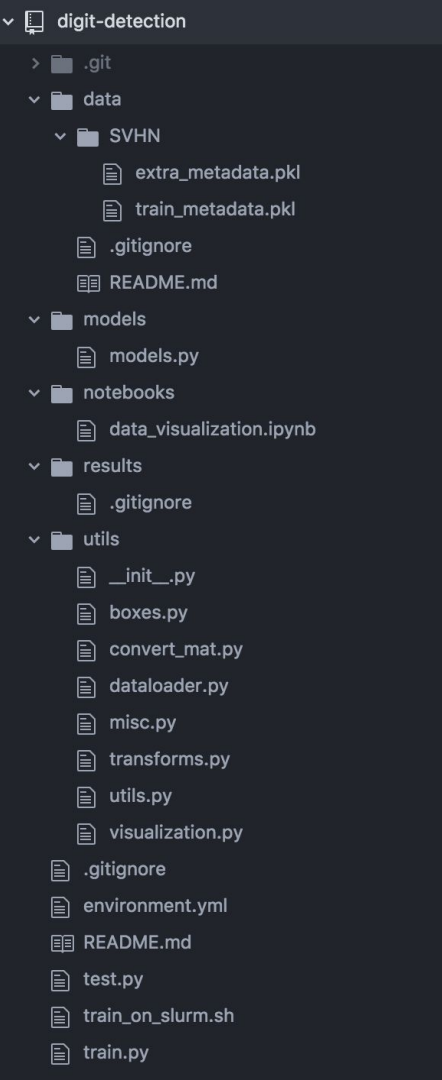 digit-detection
.git
data
SVHN
extra_metadata.pkl
train_metadata.pkl
.gitignore
README.md
models
models.py
notebooks
data_visualization.ipynb
results
.gitignore
utils
__init__.py
boxes.py
convert_mat.py
dataloader.py
misc.py
transforms.py
utils.py
visualization.py
.gitignore
environment.yml
README.md
test.py
train_on_slurm.sh
train.py